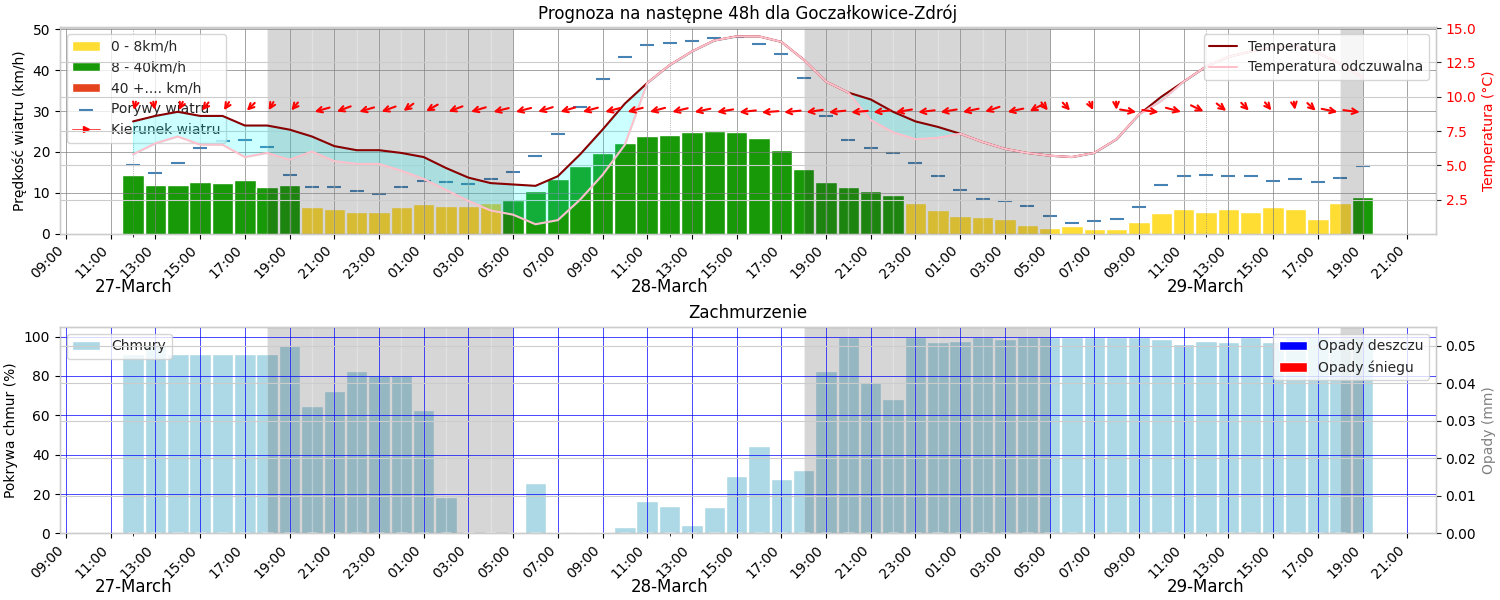 Prognoza na następne 48h dla Goczałkowice-Zdrój
Prędkość wiatru (km/h)
50
40
30
20
10
0
0 - 8km/h
8 - 40km/h
40 +.... km/h
Porywy wiatru
Kierunek wiatru
Temperatura
Temperatura odczuwalna
15.0
12.5
10.0
7.5
5.0
2.5
Temperatura (°C)
09:00 11:00 13:00 15:00 17:00 19:00 21:00 23:00 01:00 03:00 05:00 07:00 09:00 11:00 13:00 15:00 17:00 19:00 21:00 23:00 01:00 03:00 05:00 07:00 09:00 11:00 13:00 15:00 17:00 19:00 21:00
27-March 28-March 29-March
Zachmurzenie
Pokrywa chmur (%)
100
80
60
40
20
0
Chmury
Opady deszczu
Opady śniegu
0.05
0.04
0.03
0.02
0.01
0.00
Opady (mm)
09:00 11:00 13:00 15:00 17:00 19:00 21:00 23:00 01:00 03:00 05:00 07:00 09:00 11:00 13:00 15:00 17:00 19:00 21:00 23:00 01:00 03:00 05:00 07:00 09:00 11:00 13:00 15:00 17:00 19:00 21:00
27-March 28-March 29-March